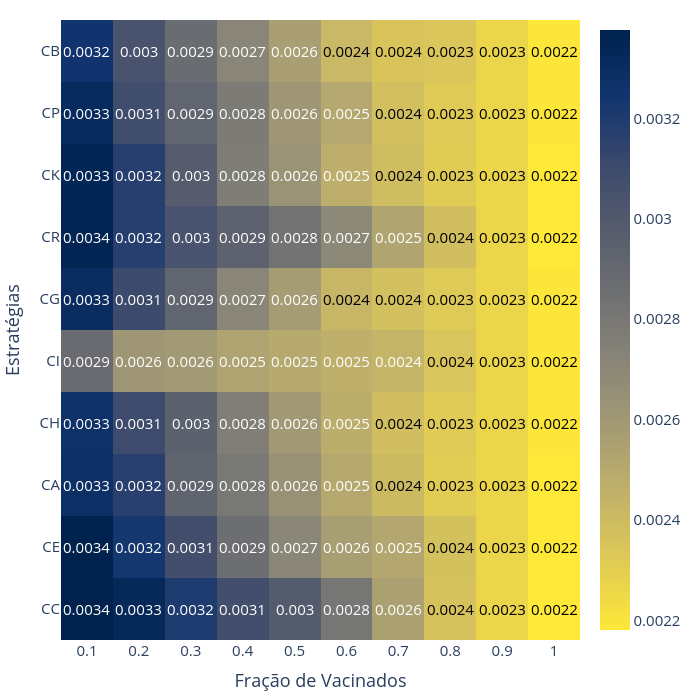 Estratégias
CB 0.0032 0.003 0.0029 0.0027 0.0026 0.0024 0.0024 0.0023 0.0023 0.0022
CP 0.0033 0.0031 0.0029 0.0028 0.0026 0.0025 0.0024 0.0023 0.0023 0.0022
CK 0.0033 0.0032 0.003 0.0028 0.0026 0.0025 0.0024 0.0023 0.0023 0.0022
CR 0.0034 0.0032 0.003 0.0029 0.0028 0.0027 0.0025 0.0024 0.0023 0.0022
CG 0.0033 0.0031 0.0029 0.0027 0.0026 0.0024 0.0024 0.0023 0.0023 0.0022
CI 0.0029 0.0026 0.0026 0.0025 0.0025 0.0025 0.0024 0.0024 0.0023 0.0022
CH 0.0033 0.0031 0.003 0.0028 0.0026 0.0025 0.0024 0.0023 0.0023 0.0022
CA 0.0033 0.0032 0.0029 0.0028 0.0026 0.0025 0.0024 0.0023 0.0023 0.0022
CE 0.0034 0.0032 0.0031 0.0029 0.0027 0.0026 0.0025 0.0024 0.0023 0.0022
CC 0.0034 0.0033 0.0032 0.0031 0.003 0.0028 0.0026 0.0024 0.0023 0.0022
0.1 0.2 0.3 0.4 0.5 0.6 0.7 0.8 0.9 1
Fração de Vacinados
0.0032
0.003
0.0028
0.0026
0.0024
0.0022